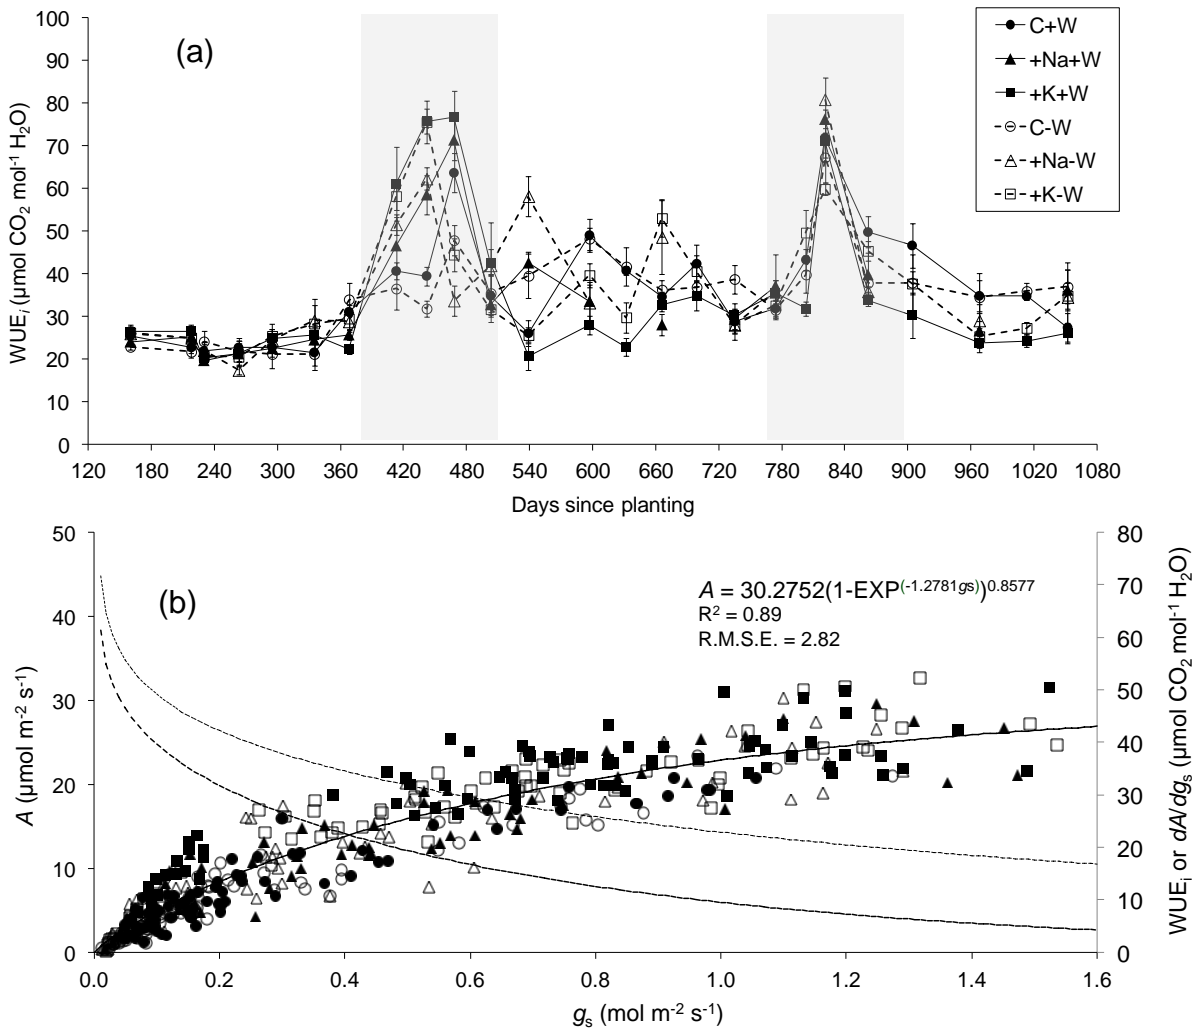 100
90
80
70
60
50
40
30
20
10
0
WUEi (µmol CO2 mol-1 H2O)
(a)
C+W
+Na+W
+K+W
C-W
+Na-W
+K-W
120 180 240 300 360 420 480 540 600 660 720 780 840 900 960 1020 1080
Days since planting
50
40
30
20
10
0
A (µmol m-2 s-1)
(b)
A = 30.2752(1-EXP(-1.2781gs))0.8577
R2 = 0.89
R.M.S.E. = 2.82
80
70
60
50
40
30
20
10
0
WUEi or dA/dgs (µmol CO2 mol-1 H2O)
0.0 0.2 0.4 0.6 0.8 1.0 1.2 1.4 1.6
gs (mol m-2 s-1)